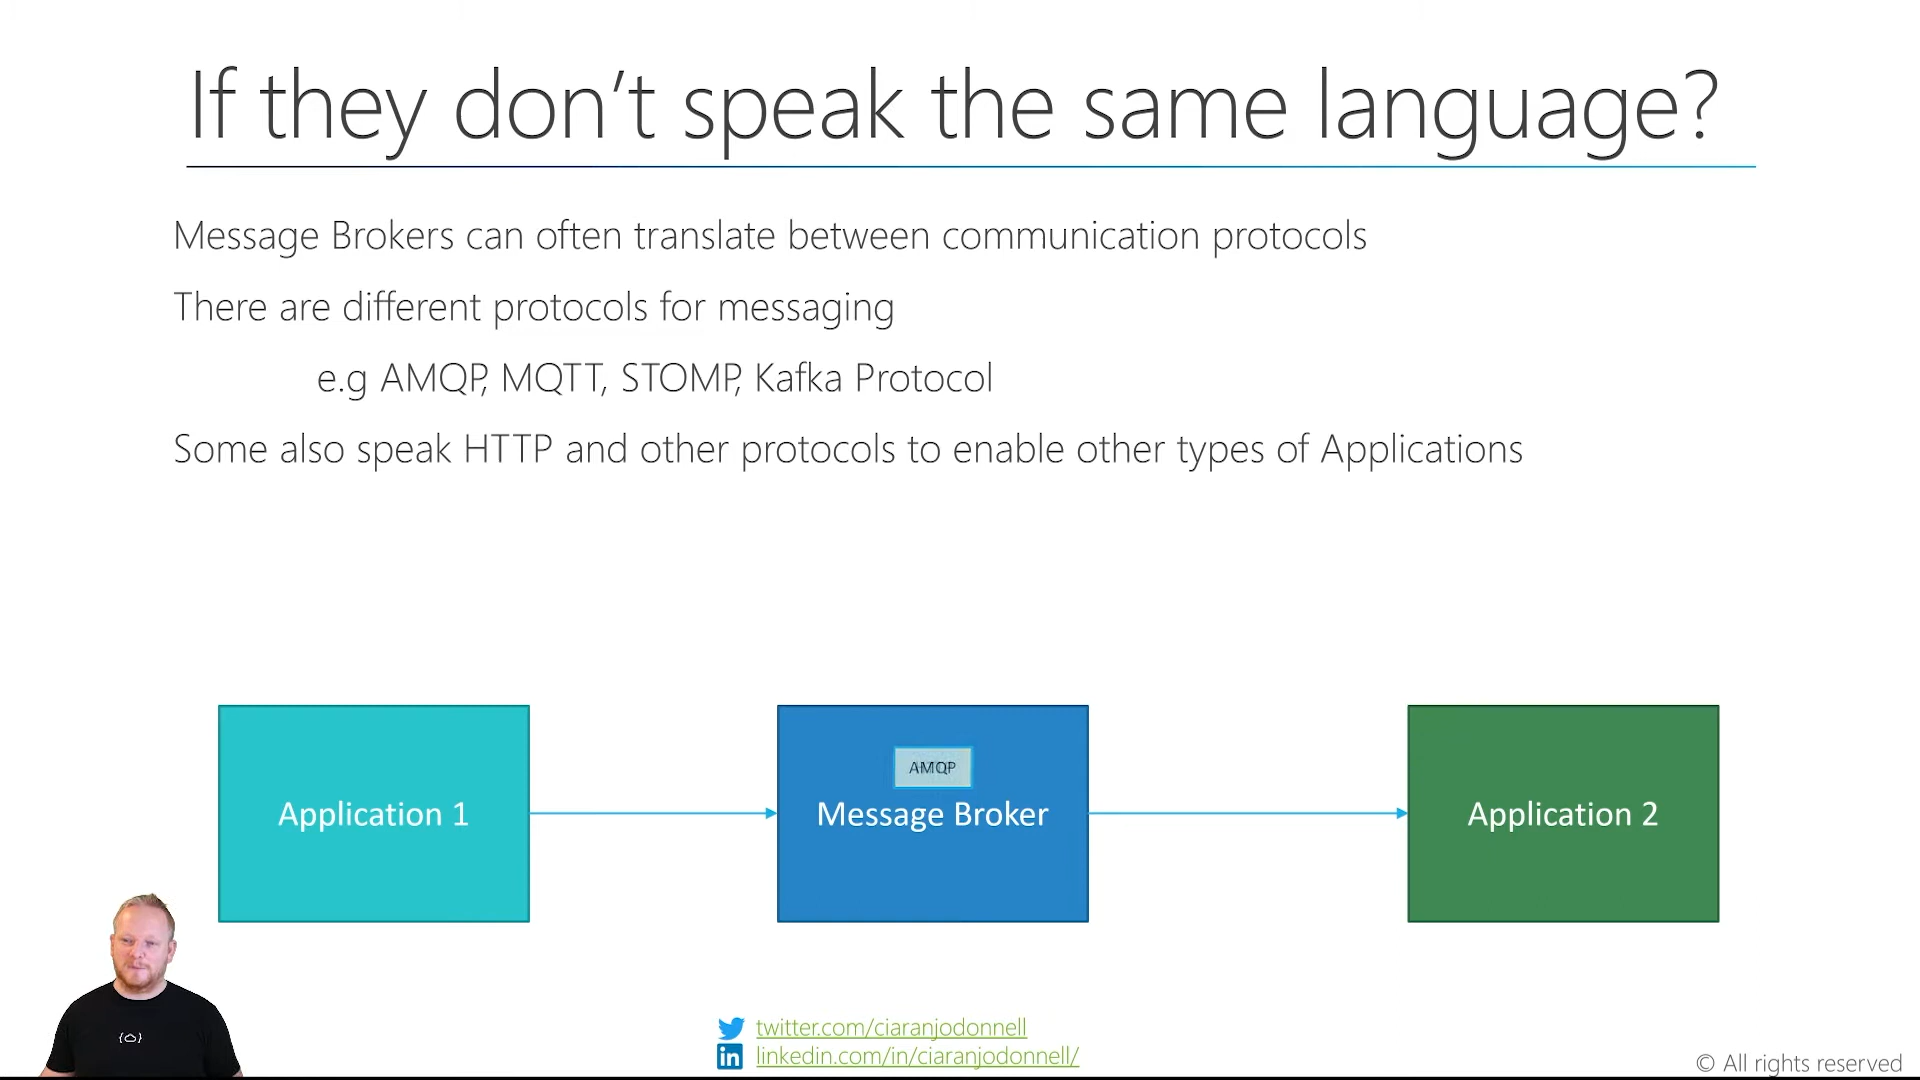 If they don't speak the same language?
Message Brokers can often translate between communication protocols
There are different protocols for messaging
e.g AMQP, MQTT, STOMP, Kafka Protocol
Some also speak HTTP and other protocols to enable other types of Applications
Application 1
AMQP
Message Broker
Application 2
{ }
twitter.com/ciaranjodonnell
in linkedin.com/in/ciaranjodonnell/
© All rights reserved